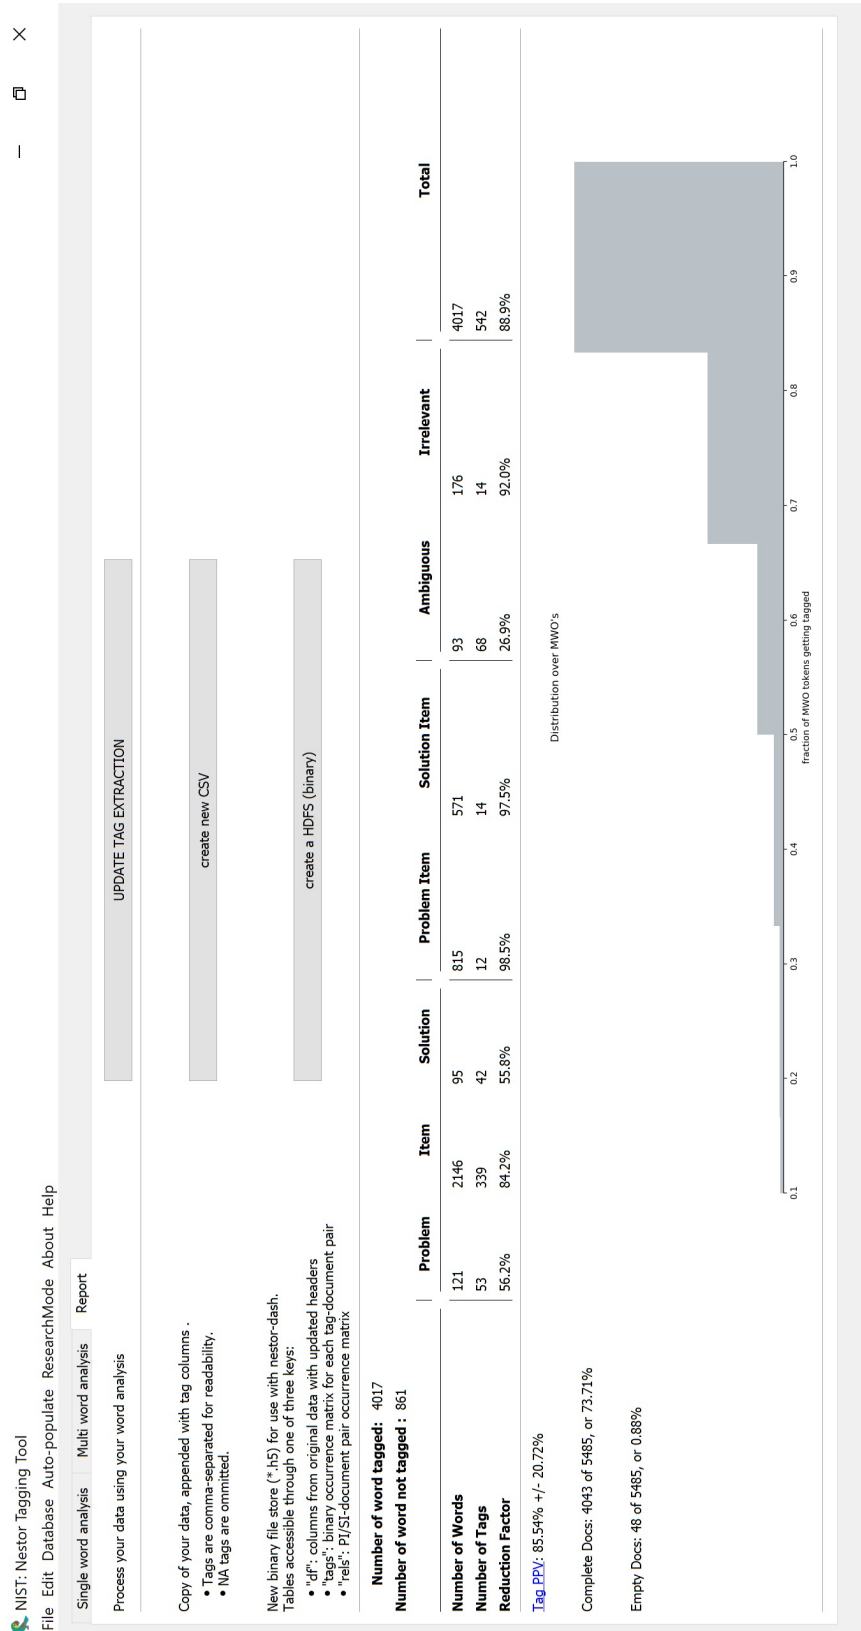 NIST: Nestor Tagging Tool
File Edit Database Auto-populate ResearchMode About Help
Single word analysis Multi word analysis Report
Process your data using your word analysis
UPDATE TAG EXTRACTION
Copy of your data, appended with tag columns .
• Tags are comma-separated for readability.
• NA tags are ommitted.
create new CSV
New binary file store (*.h5) for use with nestor-dash.
Tables accessible through one of three keys:
• "df": columns from original data with updated headers
• "tags": binary occurrence matrix for each tag-document pair
• "rels": PI/SI-document pair occurrence matrix
create a HDFS (binary)
Number of word tagged: 4017
Number of word not tagged : 861
Problem Item Solution Problem Item Solution Item Ambiguous Irrelevant Total
Number of Words 121 2146 95 815 571 93 176 4017
Number of Tags 53 339 42 12 14 68 14 542
Reduction Factor 56.2% 84.2% 55.8% 98.5% 97.5% 26.9% 92.0% 88.9%
Tag PPV: 85.54% +/- 20.72%
Complete Docs: 4043 of 5485, or 73.71%
Empty Docs: 48 of 5485, or 0.88%
Distribution over MWO's
0.1 0.2 0.3 0.4 0.5 0.6 0.7 0.8 0.9 1.0
fraction of MWO tokens getting tagged